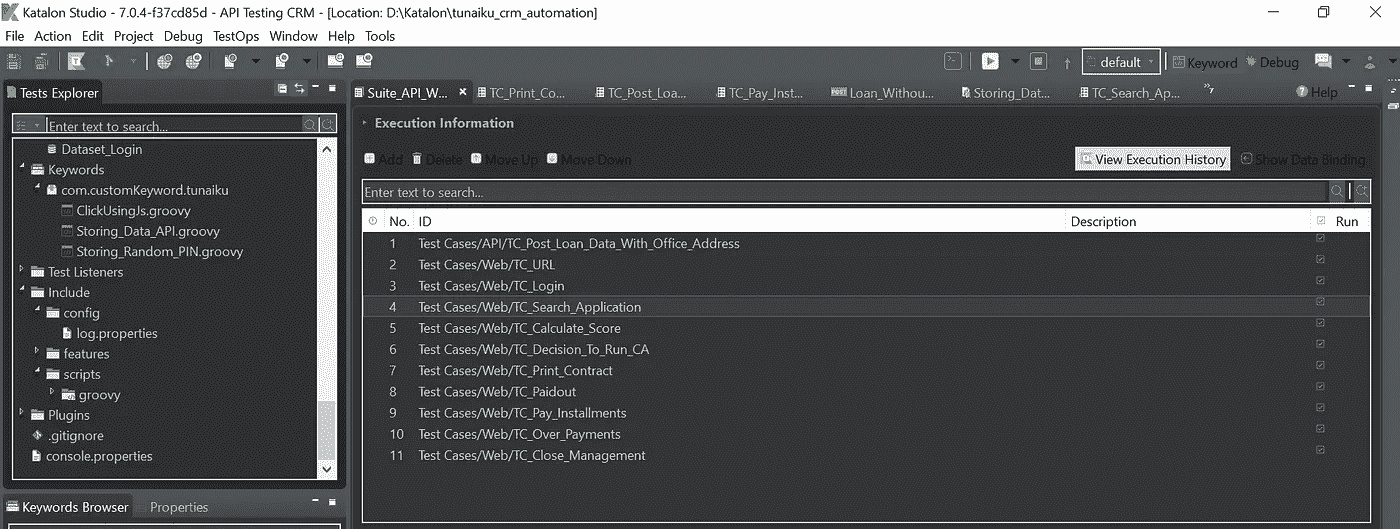 Katalon Studio - 7.0.4-f37cd85d - API Testing CRM - [Location: D:\Katalon\tunaiku_crm_automation]
File Action Edit Project Debug TestOps Window Help Tools
default Keyword Debug
Tests Explorer
Enter text to search...
Dataset_Login
Keywords
com.customKeyword.tunaiku
ClickUsingJs.groovy
Storing_Data_API.groovy
Storing_Random_PIN.groovy
Test Listeners
Include
config
log.properties
features
scripts
groovy
Plugins
.gitignore
console.properties
Keywords Browser Properties
Suite_API_W... TC_Print_Co... TC_Post_Loa... TC_Pay_Inst... POST Loan_Withou... Storing_Dat... TC_Search_Ap... Help
Execution Information
Add Delete Move Up Move Down View Execution History Show Data Binding
Enter text to search...
No. ID Description Run
1 Test Cases/API/TC_Post_Loan_Data_With_Office_Address
2 Test Cases/Web/TC_URL
3 Test Cases/Web/TC_Login
4 Test Cases/Web/TC_Search_Application
5 Test Cases/Web/TC_Calculate_Score
6 Test Cases/Web/TC_Decision_To_Run_CA
7 Test Cases/Web/TC_Print_Contract
8 Test Cases/Web/TC_Paidout
9 Test Cases/Web/TC_Pay_Installments
10 Test Cases/Web/TC_Over_Payments
11 Test Cases/Web/TC_Close_Management